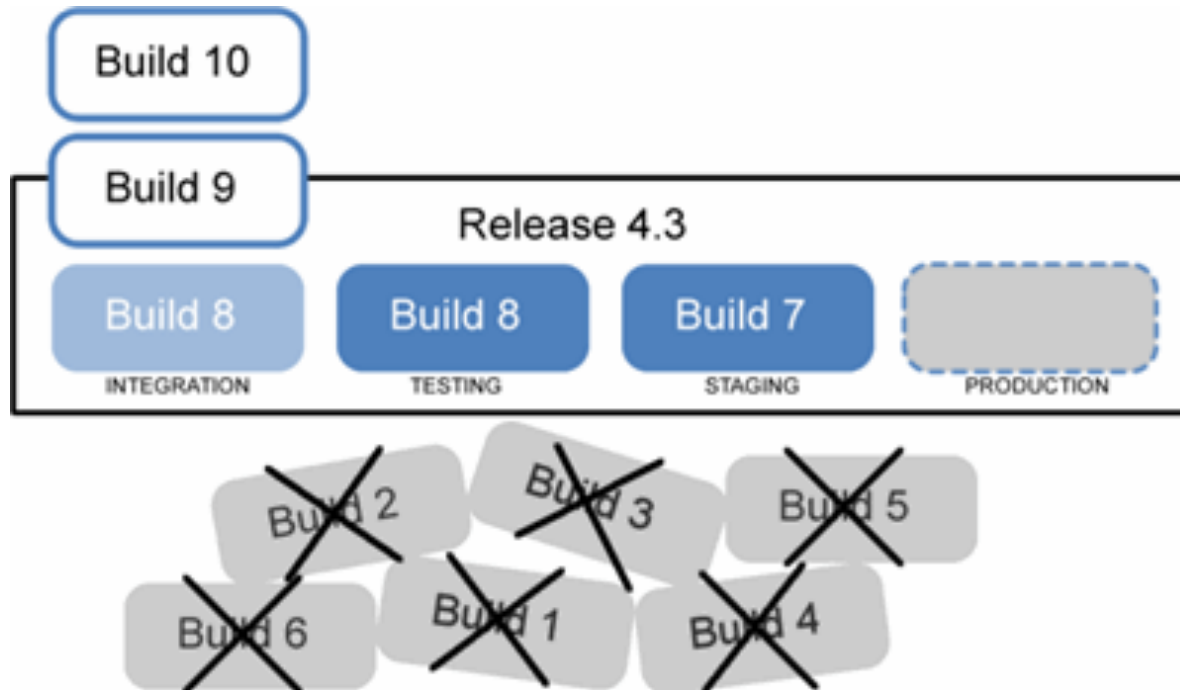 Build 10
Build 9
Release 4.3
Build 8
Build 8
Build 7
INTEGRATION
TESTING
STAGING
PRODUCTION
Build 2
Build 3
Build 5
Build 6
Build 1
Build 4